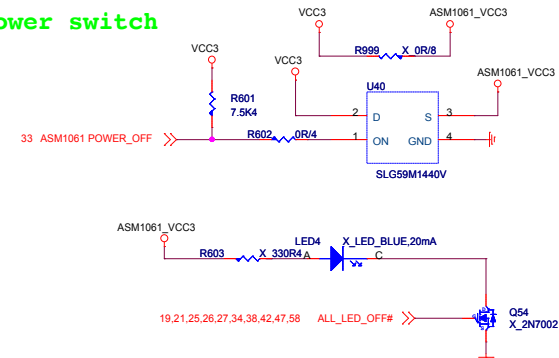 ower switch
VCC3
ASM1061_VCC3
R999 X_0R/8
VCC3
VCC3
ASM1061_VCC3
U40
R601
7.5K4
2 D S 3
33 ASM1061 POWER_OFF
R602 0R/4
1 ON GND 4
SLG59M1440V
ASM1061_VCC3
LED4 X_LED_BLUE,20mA
R603 X_330R4 A C
19,21,25,26,27,34,38,42,47,58 ALL_LED_OFF#
Q54
X_2N7002